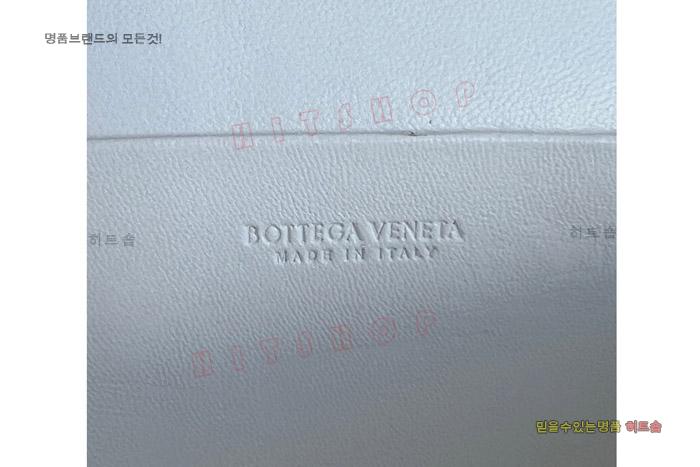 명품브랜드의 모든것!
HITSHOP
BOTTEGA VENETA
히트숍
히트숍
MADE IN ITALY
HITSHOP
믿을수있는명품 히트숍